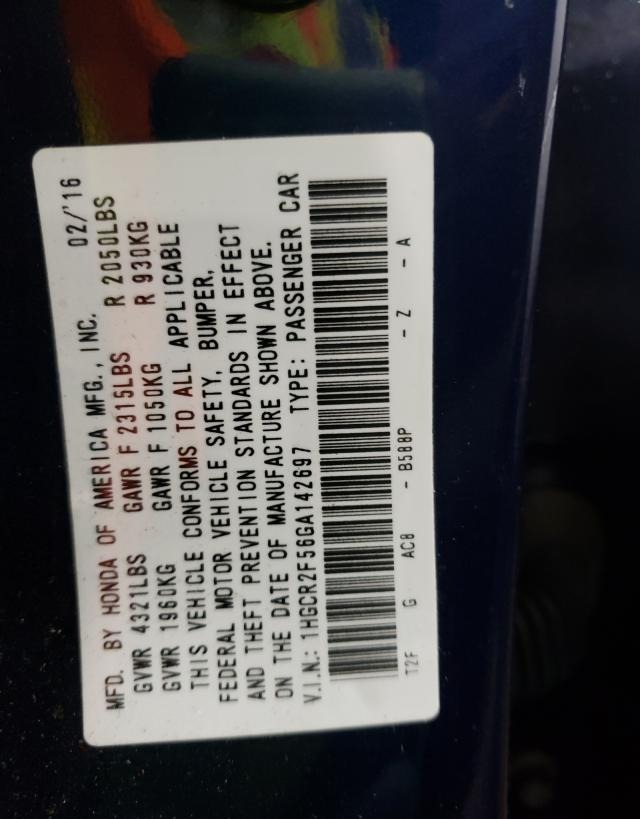 MFD. BY HONDA OF AMERICA MFG., INC. 02/'16
GVWR 4321LBS GAWR F 2315LBS R 2050LBS
GVWR 1960KG GAWR F 1050KG R 930KG
THIS VEHICLE CONFORMS TO ALL APPLICABLE
FEDERAL MOTOR VEHICLE SAFETY, BUMPER,
AND THEFT PREVENTION STANDARDS IN EFFECT
ON THE DATE OF MANUFACTURE SHOWN ABOVE.
V.I.N.: 1HGCR2F56GA142697 TYPE: PASSENGER CAR
T2F G AC8 - B588P - Z - A